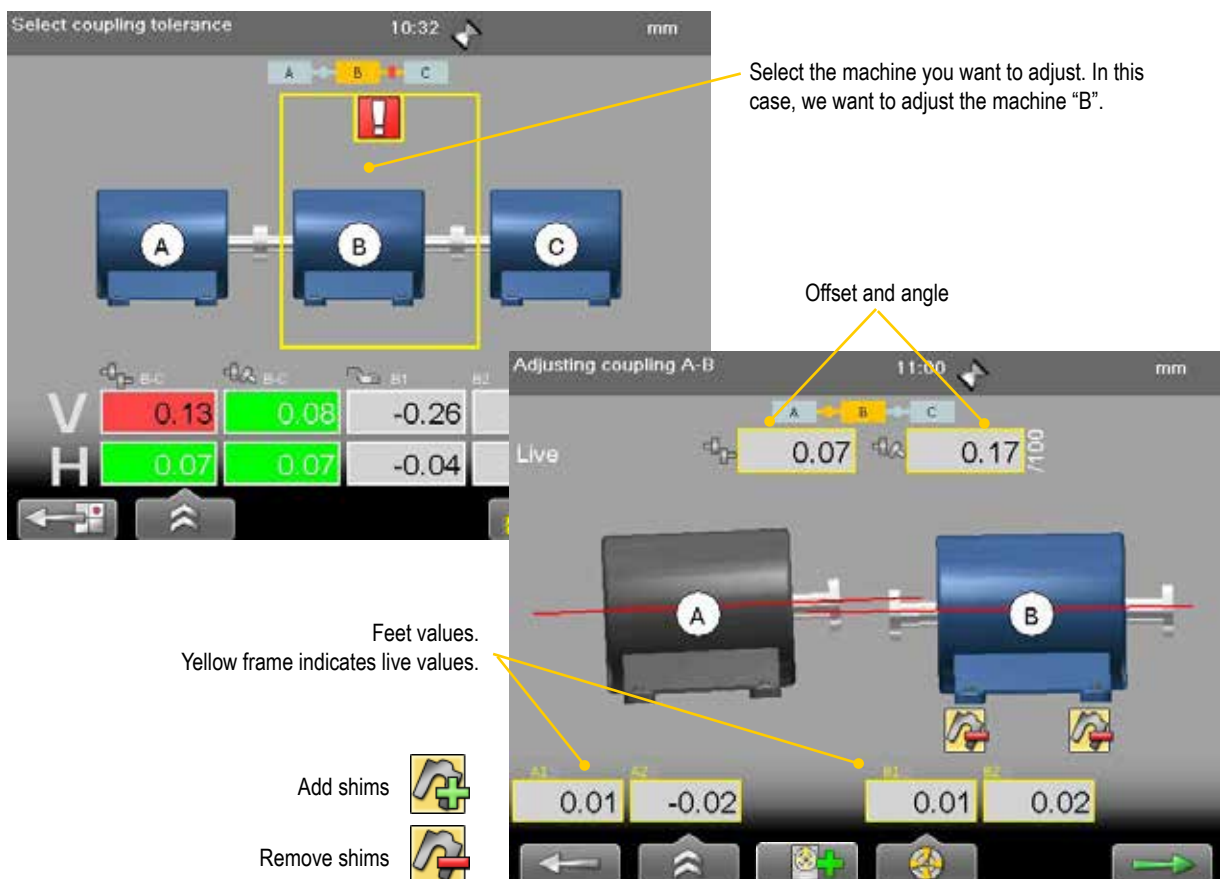 Select coupling tolerance 10:32 mm
A B C
Select the machine you want to adjust. In this
case, we want to adjust the machine “B”.
A B C
B-C B-C B1 B2
V 0.13 0.08 -0.26
H 0.07 0.07 -0.04
Offset and angle
Adjusting coupling A-B 11:00 mm
A B C
Live 0.07 0.17 /100
A B
Feet values.
Yellow frame indicates live values.
A1 A2 B1 B2
0.01 -0.02 0.01 0.02
Add shims
Remove shims